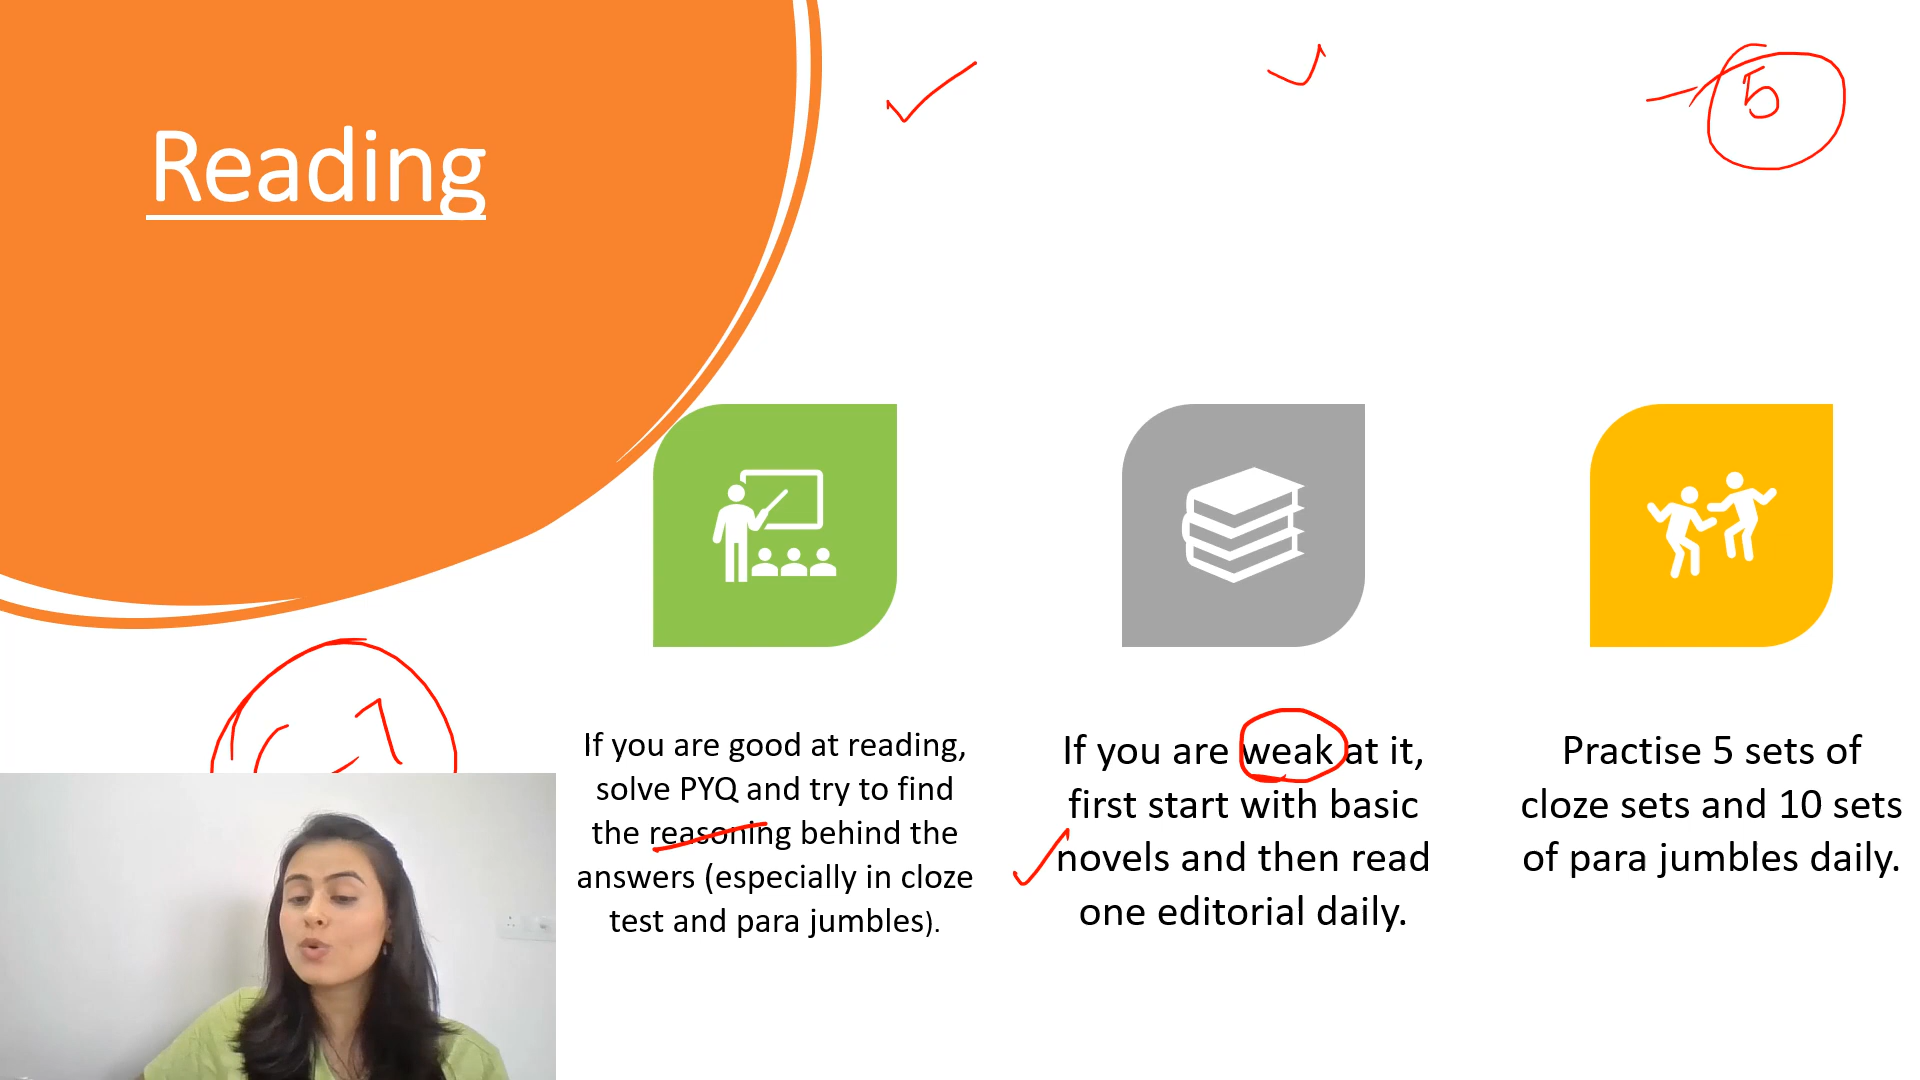 Reading
5
If you are good at reading,
solve PYQ and try to find
the reasoning behind the
answers (especially in cloze
test and para jumbles).
If you are weak at it,
first start with basic
novels and then read
one editorial daily.
Practise 5 sets of
cloze sets and 10 sets
of para jumbles daily.